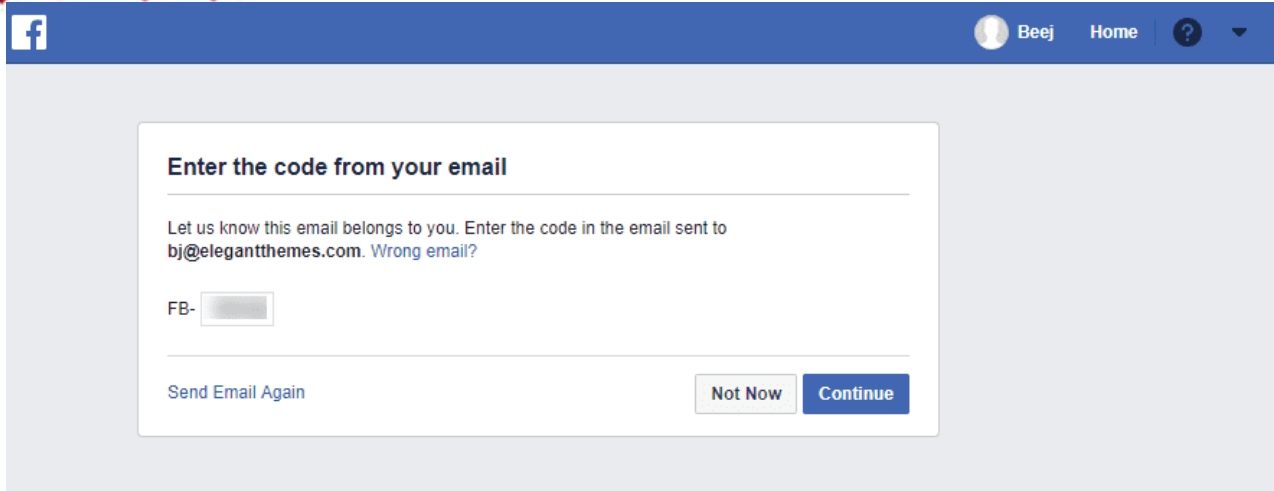 f
Beej Home ?
Enter the code from your email
Let us know this email belongs to you. Enter the code in the email sent to
bj@elegantthemes.com. Wrong email?
FB-
Send Email Again Not Now Continue